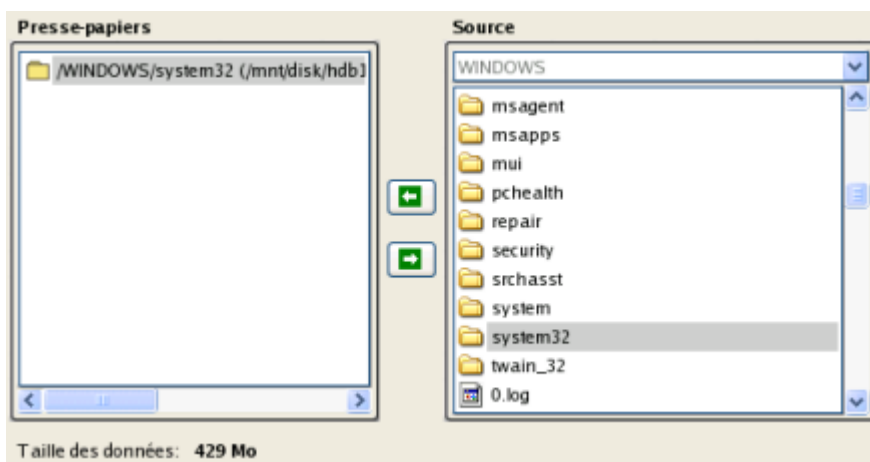 Presse-papiers
/WINDOWS/system32 (/mnt/disk/hdb1
Source
WINDOWS
msagent
msapps
mui
pchealth
repair
security
srchasst
system
system32
twain_32
0.log
Taille des données: 429 Mo